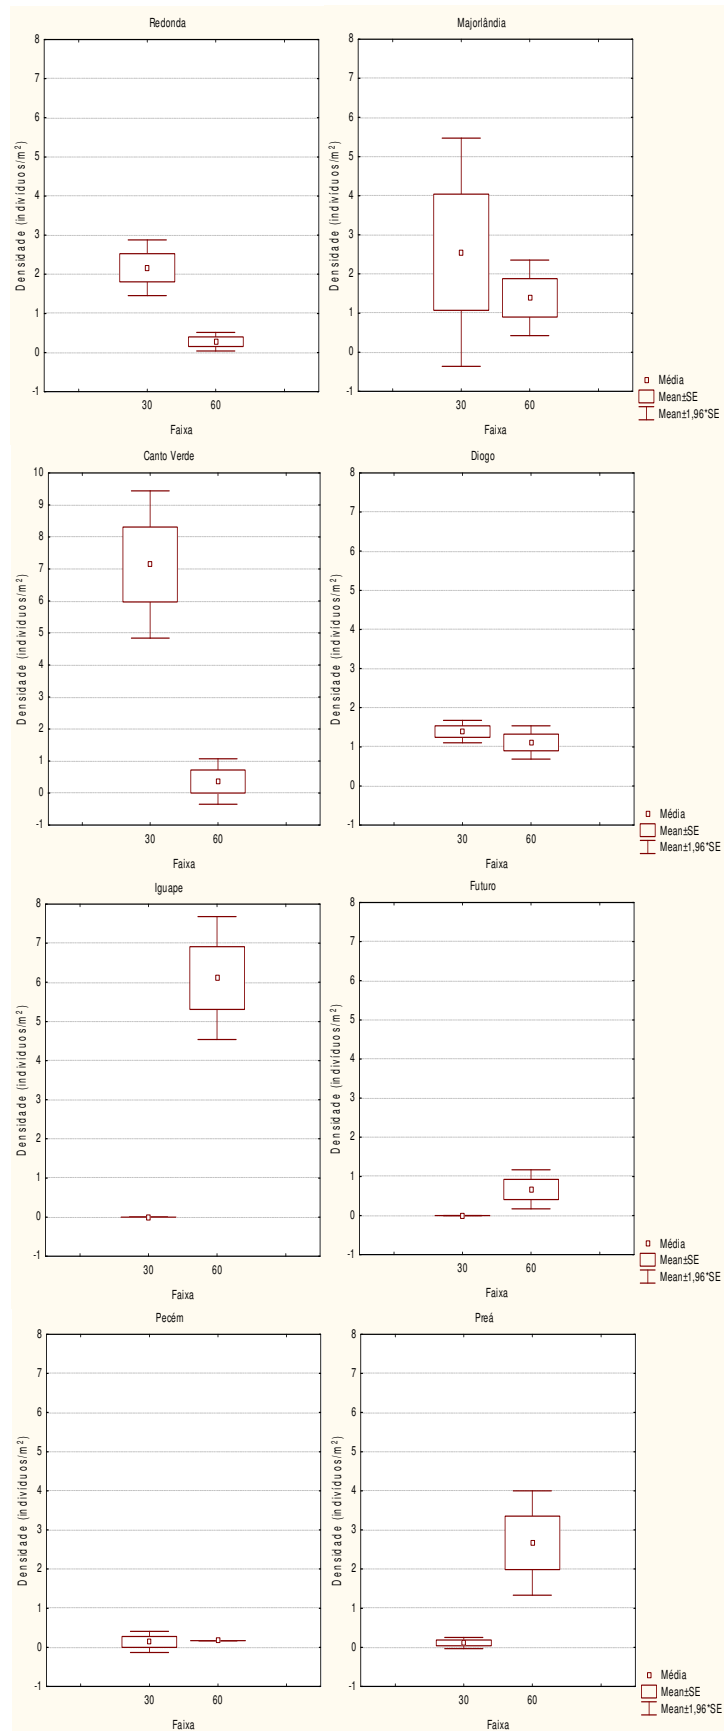 Redonda
8
7
6
5
4
3
2
1
0
-1
Densidade (indivíduos/m²)
30 60
Faixa
Majorlândia
8
7
6
5
4
3
2
1
0
-1
Densidade (indivíduos/m²)
30 60
Faixa
Média
Mean±SE
Mean±1,96*SE
Canto Verde
10
9
8
7
6
5
4
3
2
1
0
-1
Densidade (indivíduos/m²)
30 60
Faixa
Diogo
8
7
6
5
4
3
2
1
0
-1
Densidade (indivíduos/m²)
30 60
Faixa
Média
Mean±SE
Mean±1,96*SE
Iguape
8
7
6
5
4
3
2
1
0
-1
Densidade (indivíduos/m²)
30 60
Faixa
Futuro
8
7
6
5
4
3
2
1
0
-1
Densidade (indivíduos/m²)
30 60
Faixa
Média
Mean±SE
Mean±1,96*SE
Pecém
8
7
6
5
4
3
2
1
0
-1
Densidade (indivíduos/m²)
30 60
Faixa
Preá
8
7
6
5
4
3
2
1
0
-1
Densidade (indivíduos/m²)
30 60
Faixa
Média
Mean±SE
Mean±1,96*SE